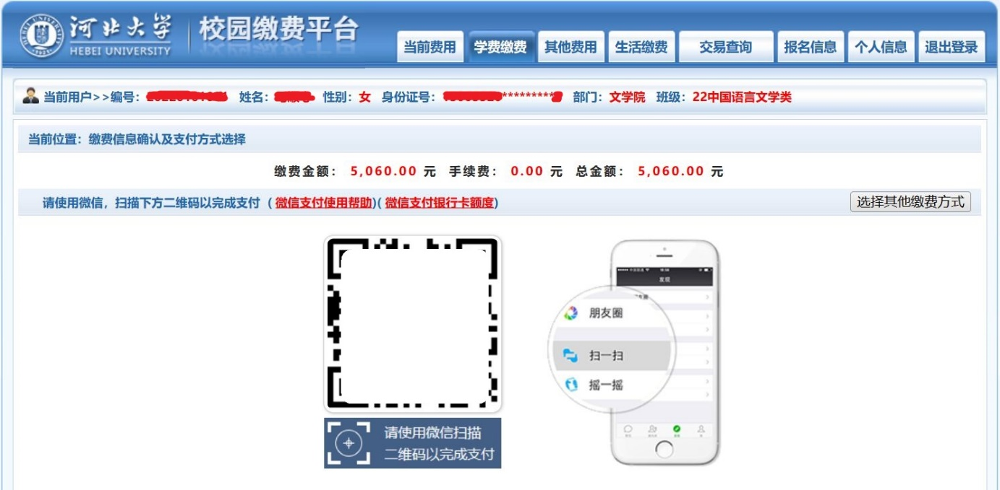 河北大学
HEBEI UNIVERSITY
校园缴费平台
当前费用 学费缴费 其他费用 生活缴费 交易查询 报名信息 个人信息 退出登录
当前用户>>编号: 姓名: 性别: 女 身份证号: ********* 部门: 文学院 班级: 22中国语言文学类
当前位置: 缴费信息确认及支付方式选择
缴费金额: 5,060.00 元 手续费: 0.00 元 总金额: 5,060.00 元
请使用微信, 扫描下方二维码以完成支付 (微信支付使用帮助)( 微信支付银行卡额度)
选择其他缴费方式
发现
朋友圈
扫一扫
摇一摇
请使用微信扫描
二维码以完成支付